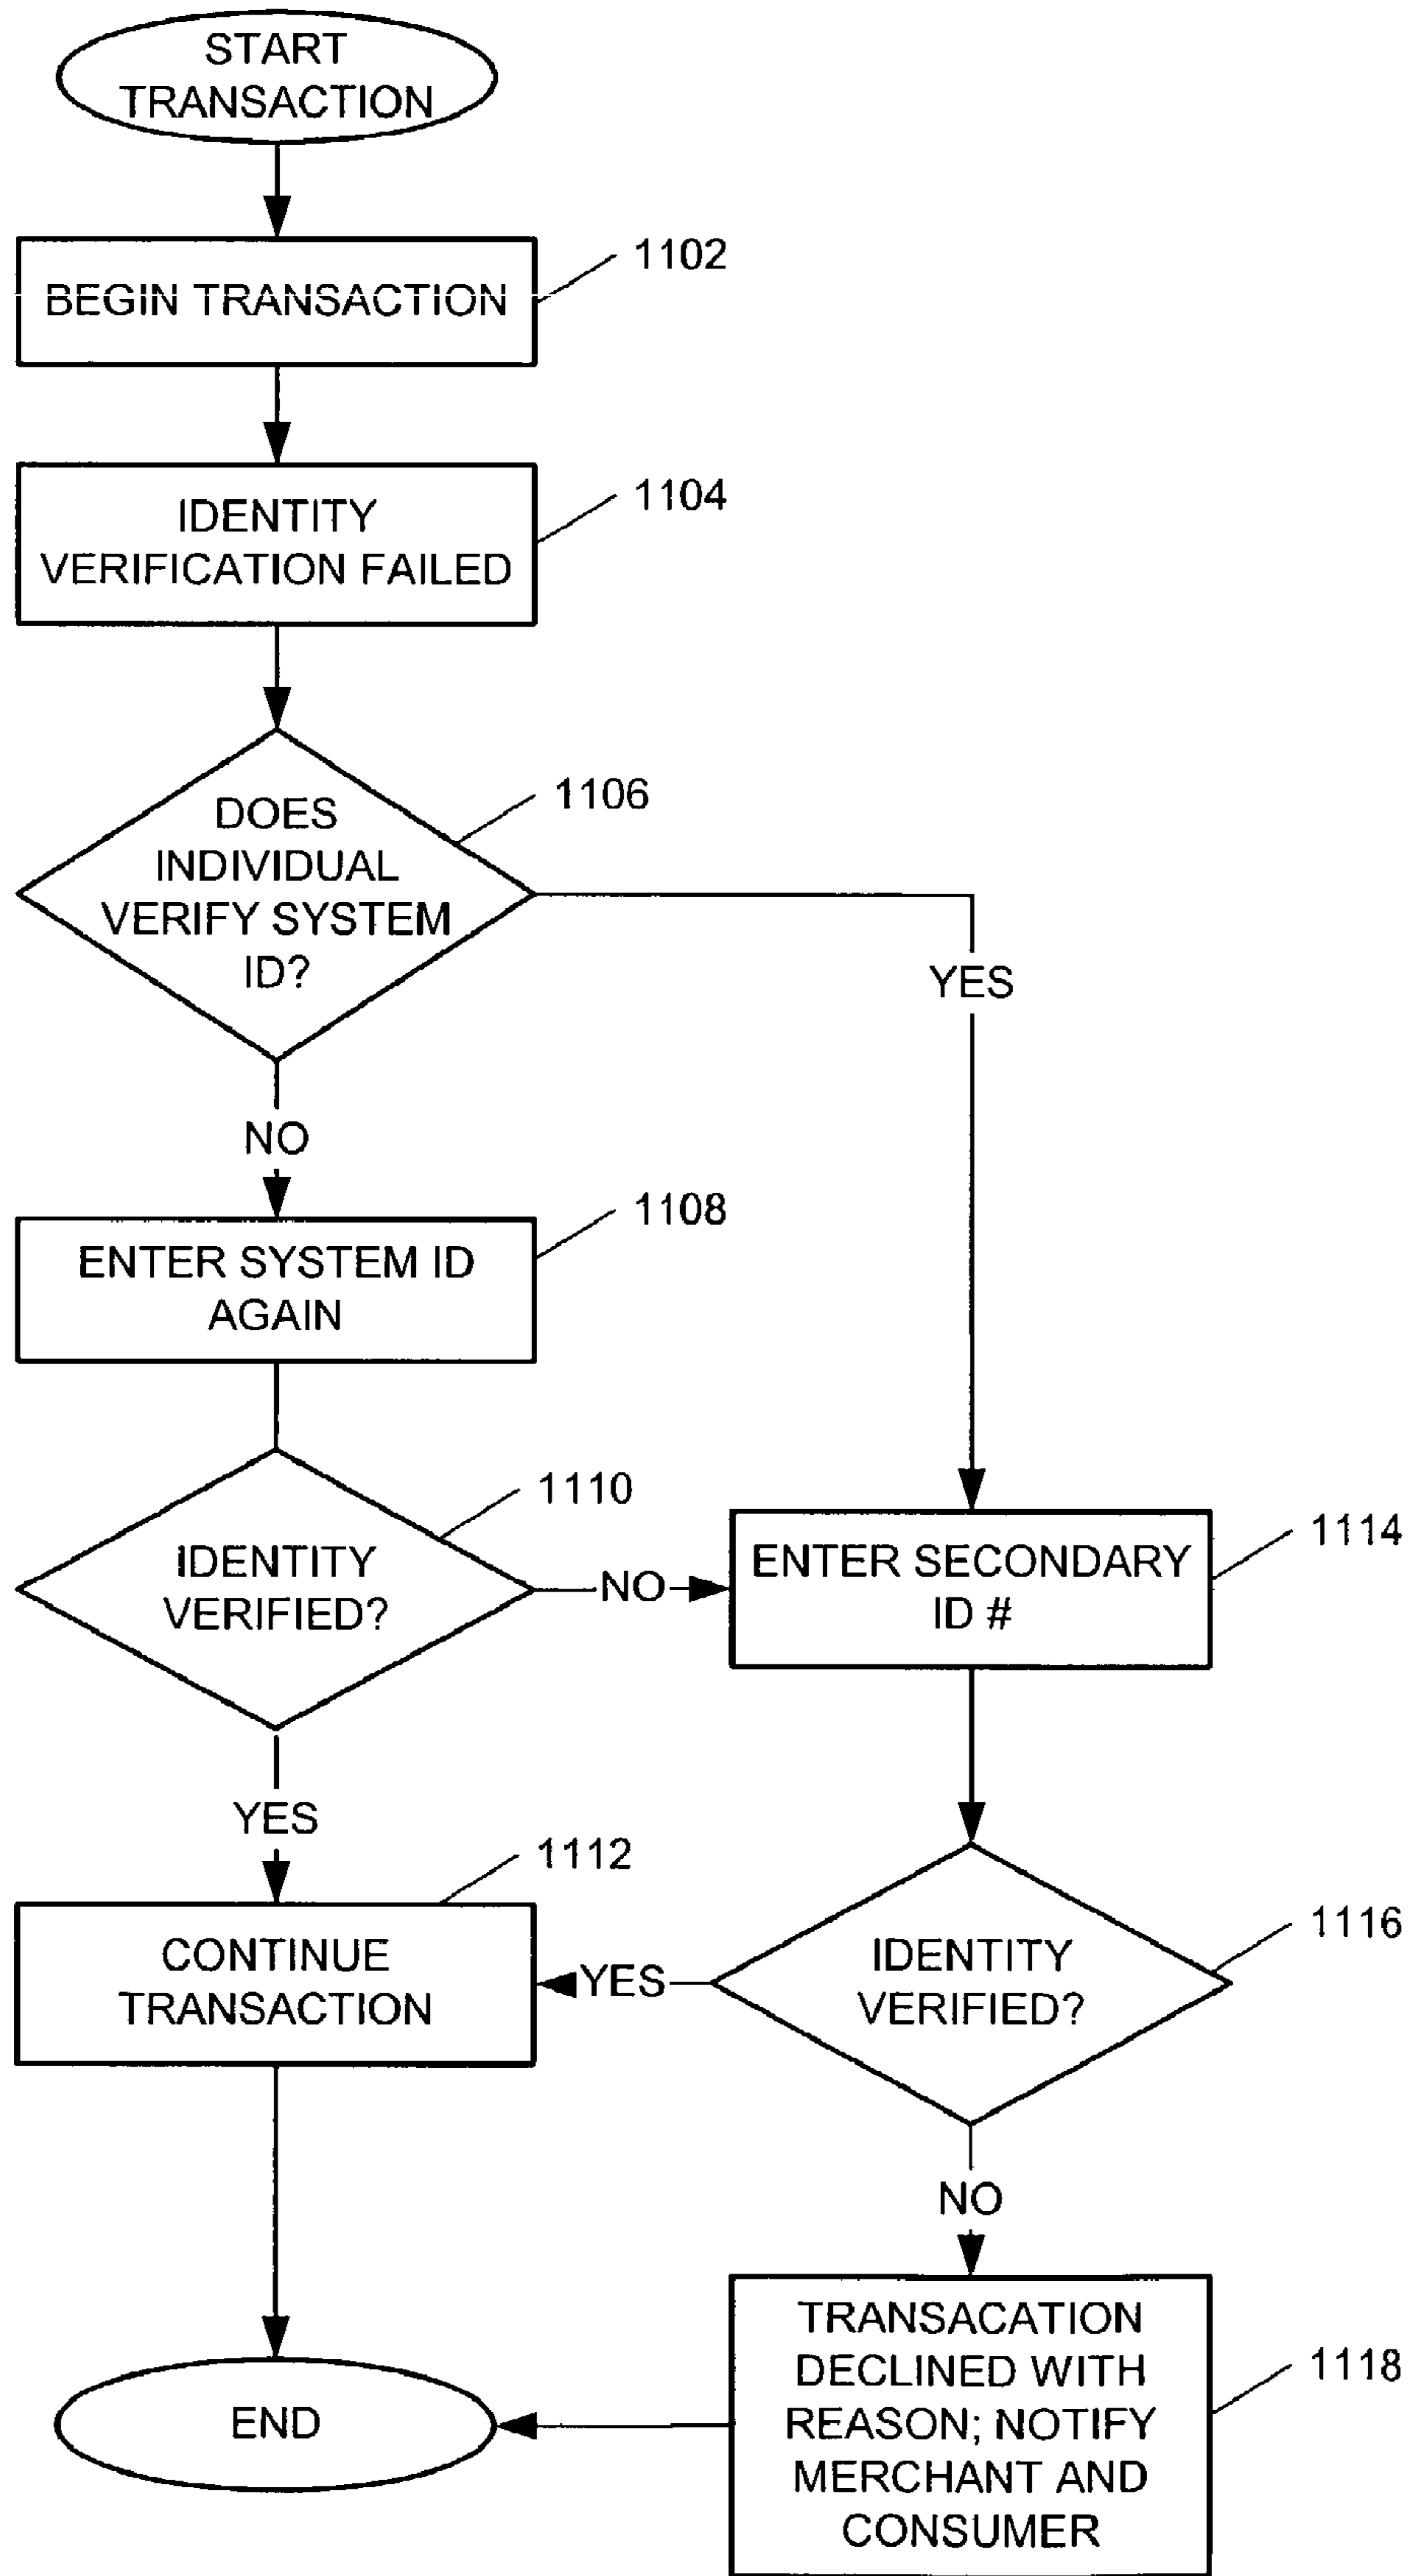 START
TRANSACTION
1102
BEGIN TRANSACTION
1104
IDENTITY
VERIFICATION FAILED
1106
DOES
INDIVIDUAL
VERIFY SYSTEM
ID?
YES
NO
1108
ENTER SYSTEM ID
AGAIN
1110
IDENTITY
VERIFIED?
NO
1114
ENTER SECONDARY
ID #
YES
1112
CONTINUE
TRANSACTION
YES
1116
IDENTITY
VERIFIED?
NO
1118
TRANSACATION
DECLINED WITH
REASON; NOTIFY
MERCHANT AND
CONSUMER
END